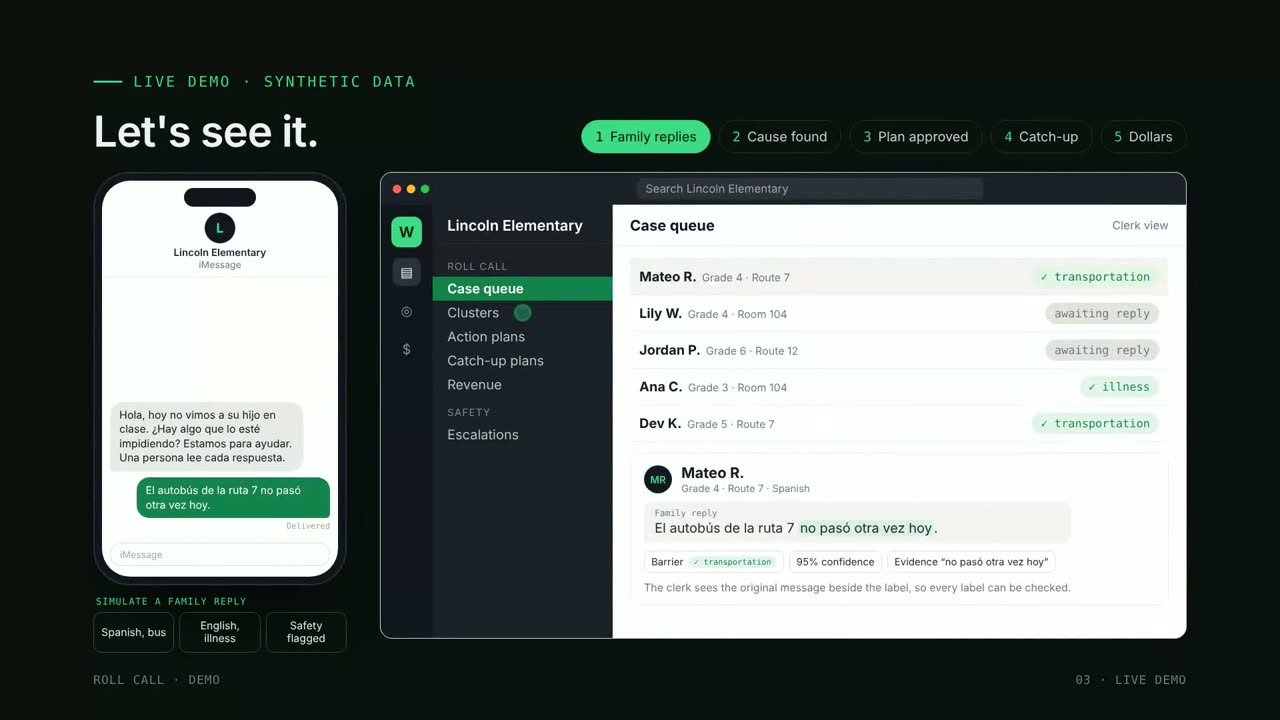 LIVE DEMO · SYNTHETIC DATA
Let's see it.
1 Family replies
2 Cause found
3 Plan approved
4 Catch-up
5 Dollars
L
Lincoln Elementary
iMessage
Hola, hoy no vimos a su hijo en
clase. ¿Hay algo que lo esté
impidiendo? Estamos para ayudar.
Una persona lee cada respuesta.
El autobús de la ruta 7 no pasó
otra vez hoy.
Delivered
iMessage
SIMULATE A FAMILY REPLY
Spanish, bus
English,
illness
Safety
flagged
Search Lincoln Elementary
W
$
Lincoln Elementary
ROLL CALL
Case queue
Clusters
Action plans
Catch-up plans
Revenue
SAFETY
Escalations
Case queue
Clerk view
Mateo R. Grade 4 · Route 7 ✓ transportation
Lily W. Grade 4 · Room 104 awaiting reply
Jordan P. Grade 6 · Route 12 awaiting reply
Ana C. Grade 3 · Room 104 ✓ illness
Dev K. Grade 5 · Route 7 ✓ transportation
MR
Mateo R.
Grade 4 · Route 7 · Spanish
Family reply
El autobús de la ruta 7 no pasó otra vez hoy.
Barrier ✓ transportation
95% confidence
Evidence “no pasó otra vez hoy”
The clerk sees the original message beside the label, so every label can be checked.
ROLL CALL · DEMO
03 · LIVE DEMO